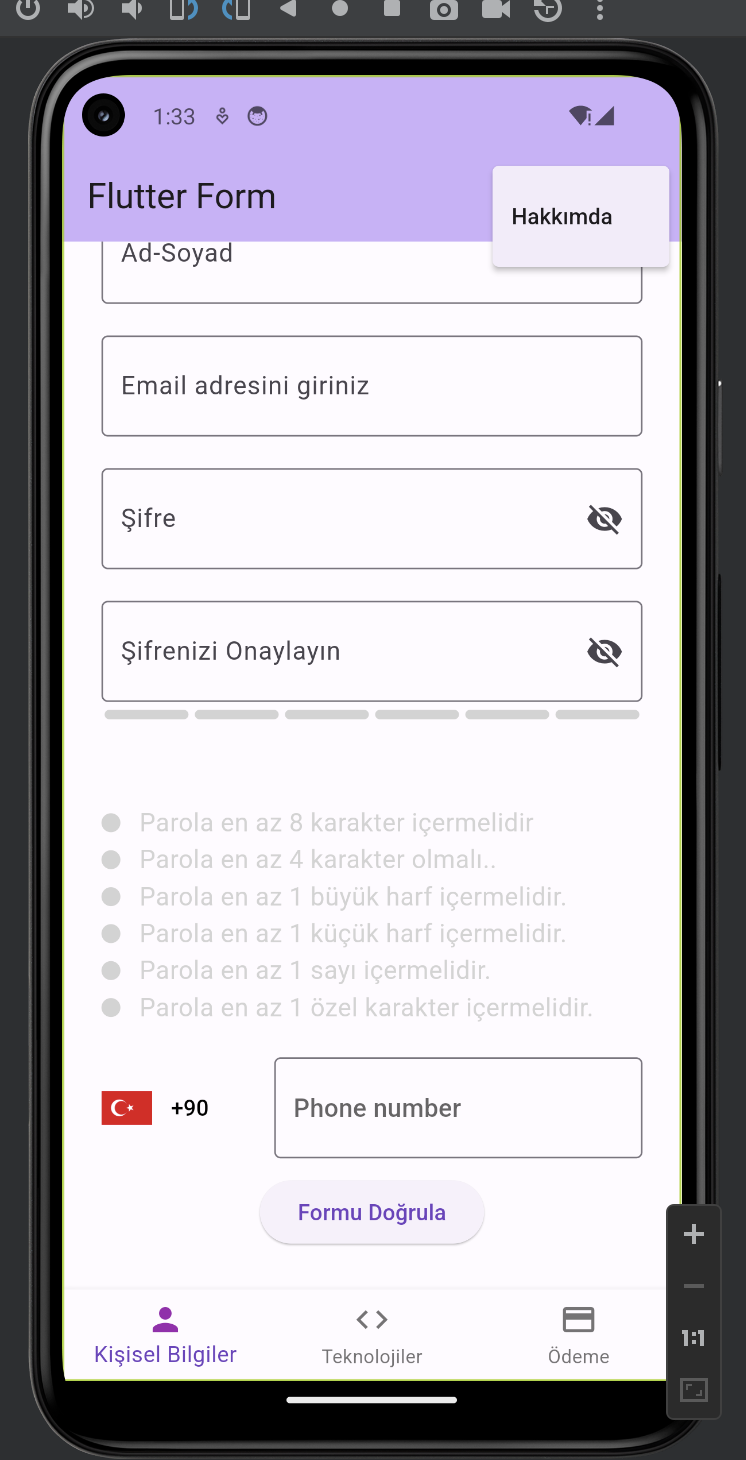 1:33
Flutter Form
Hakkımda
Ad-Soyad
Email adresini giriniz
Şifre
Şifrenizi Onaylayın
Parola en az 8 karakter içermelidir
Parola en az 4 karakter olmalı..
Parola en az 1 büyük harf içermelidir.
Parola en az 1 küçük harf içermelidir.
Parola en az 1 sayı içermelidir.
Parola en az 1 özel karakter içermelidir.
+90
Phone number
Formu Doğrula
1:1
Kişisel Bilgiler
Teknolojiler
Ödeme